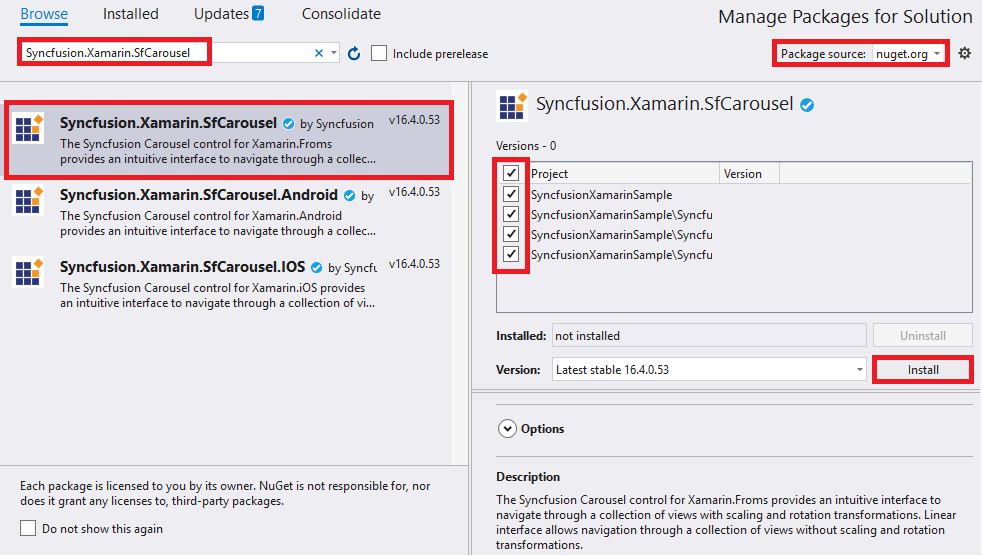 Browse Installed Updates 7 Consolidate
Manage Packages for Solution
Syncfusion.Xamarin.SfCarousel
Include prerelease
Package source: nuget.org
Syncfusion.Xamarin.SfCarousel by Syncfusion v16.4.0.53
The Syncfusion Carousel control for Xamarin.Froms
provides an intuitive interface to navigate through a collec...
Syncfusion.Xamarin.SfCarousel.Android by v16.4.0.53
The Syncfusion Carousel control for Xamarin.Android
provides an intuitive interface to navigate through a collec...
Syncfusion.Xamarin.SfCarousel.IOS by Syncfu v16.4.0.53
The Syncfusion Carousel control for Xamarin.iOS provides
an intuitive interface to navigate through a collection of vi...
Each package is licensed to you by its owner. NuGet is not responsible for, nor
does it grant any licenses to, third-party packages.
Do not show this again
Syncfusion.Xamarin.SfCarousel
Versions - 0
Project Version
SyncfusionXamarinSample
SyncfusionXamarinSample\Syncfu
SyncfusionXamarinSample\Syncfu
SyncfusionXamarinSample\Syncfu
Installed: not installed Uninstall
Version: Latest stable 16.4.0.53 Install
Options
Description
The Syncfusion Carousel control for Xamarin.Froms provides an intuitive interface to
navigate through a collection of views with scaling and rotation transformations. Linear
interface allows navigation through a collection of views without scaling and rotation
transformations.